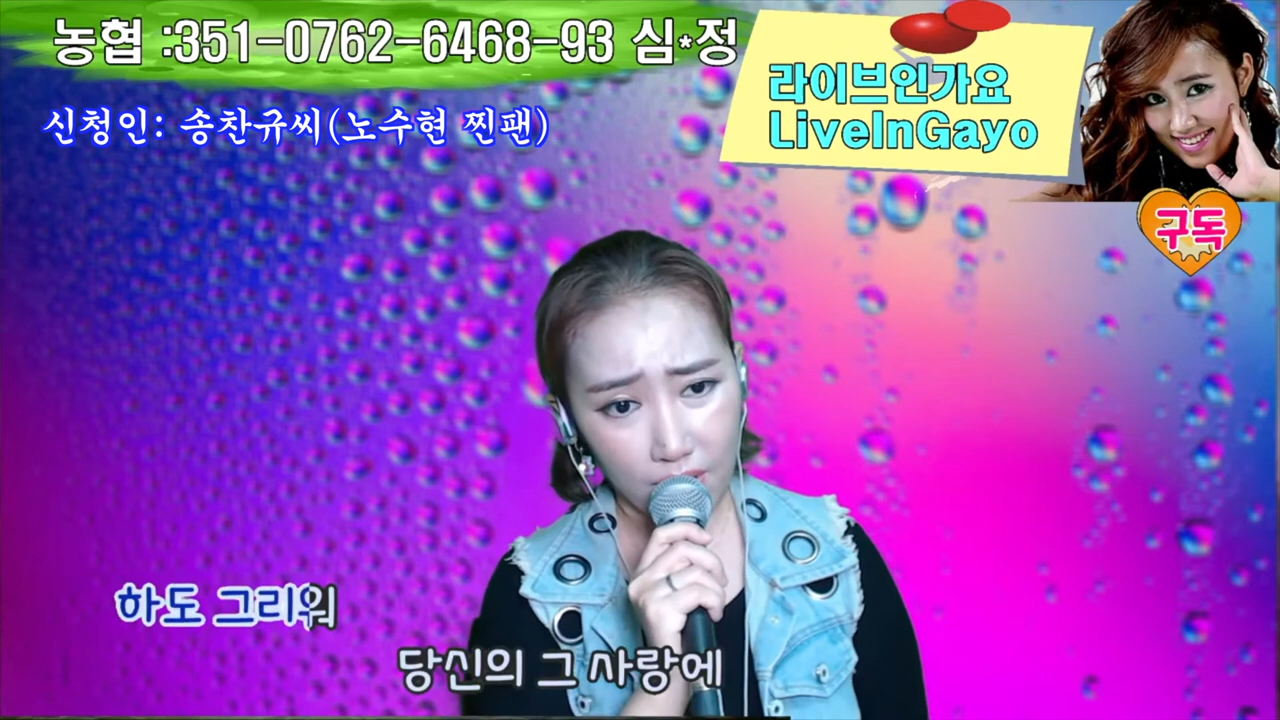 농협 :351-0762-6468-93 심*정
라이브인가요
LiveInGayo
신청인: 송찬규씨(노수현 찐팬)
구독
하도 그리워
당신의 그 사랑에